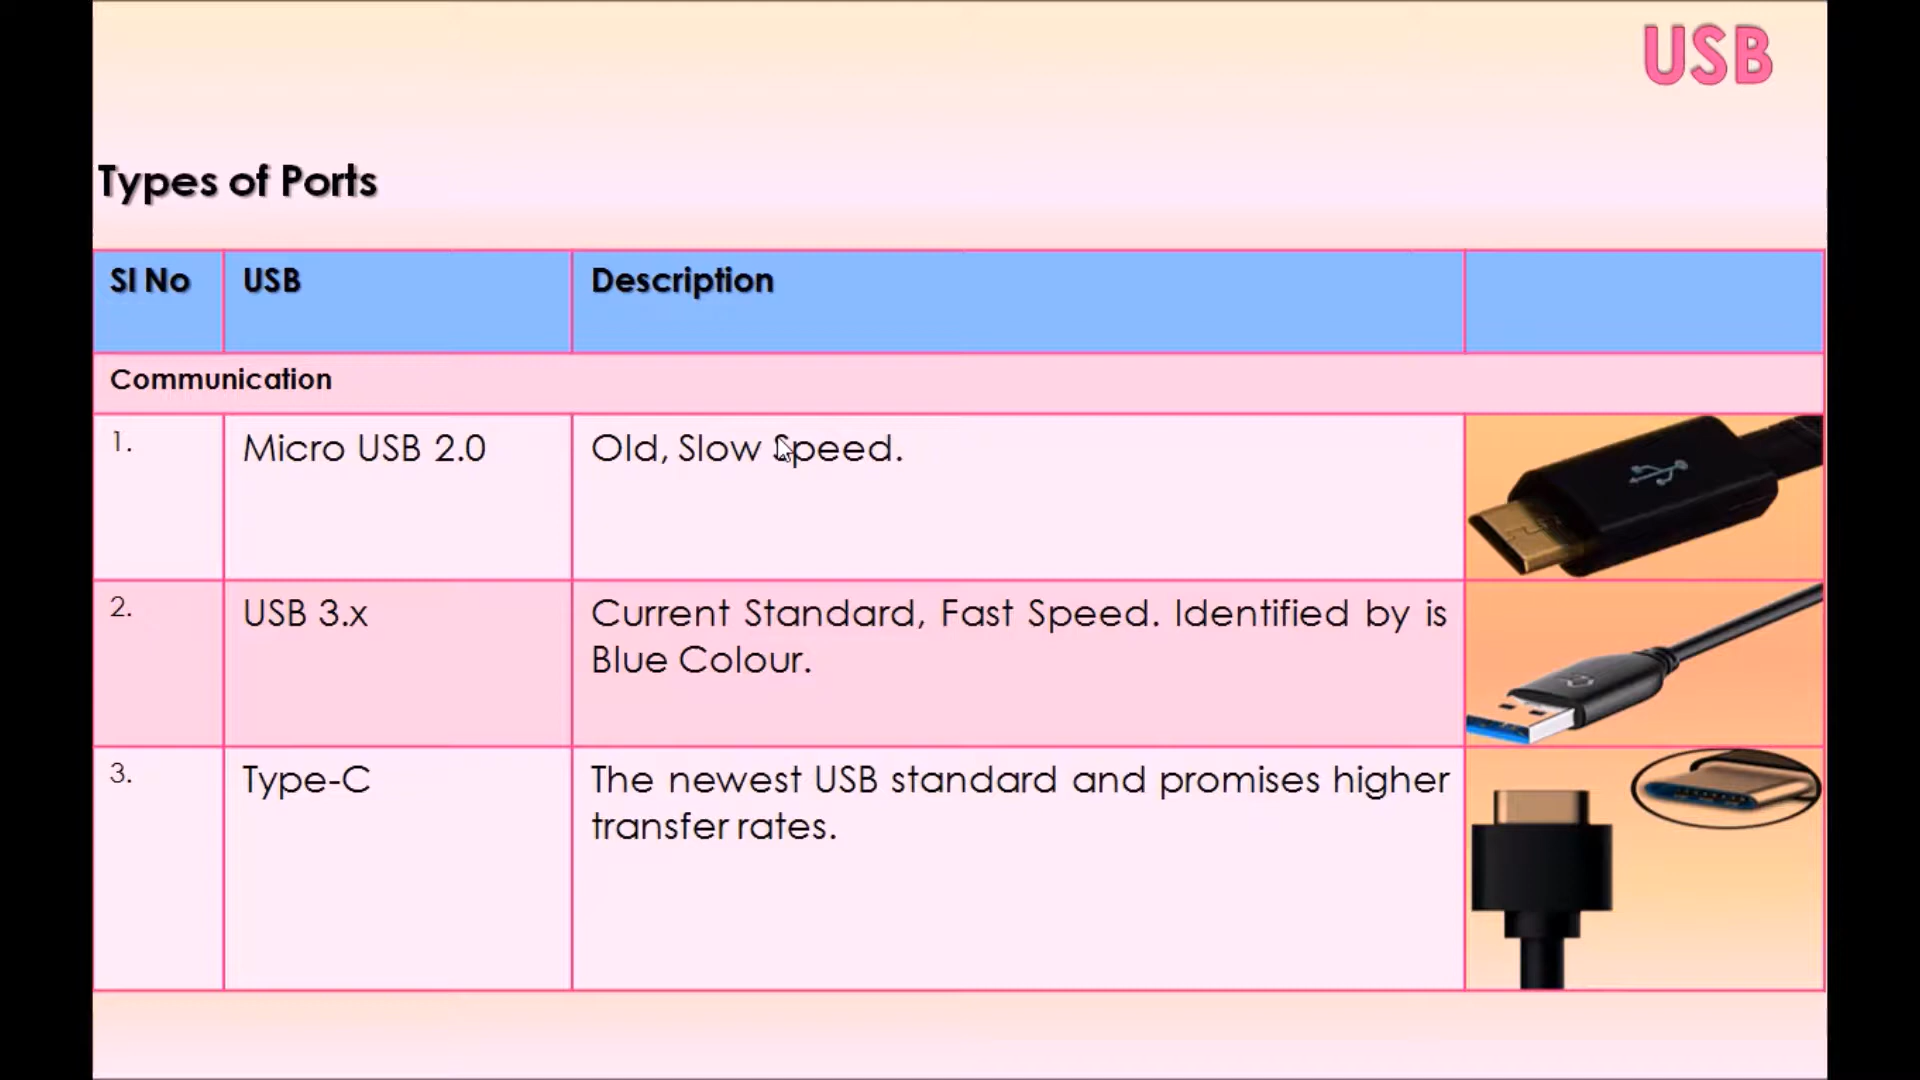 USB
Types of Ports
Sl No USB Description
Communication
1. Micro USB 2.0 Old, Slow Speed.
2. USB 3.x Current Standard, Fast Speed. Identified by is
Blue Colour.
3. Type-C The newest USB standard and promises higher
transfer rates.